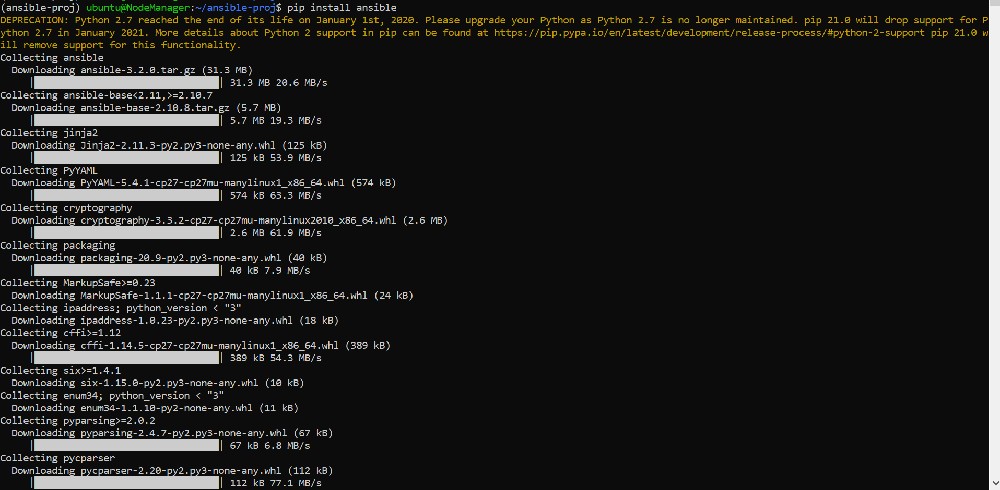 (ansible-proj) ubuntu@NodeManager:~/ansible-proj$ pip install ansible
DEPRECATION: Python 2.7 reached the end of its life on January 1st, 2020. Please upgrade your Python as Python 2.7 is no longer maintained. pip 21.0 will drop support for P
ython 2.7 in January 2021. More details about Python 2 support in pip can be found at https://pip.pypa.io/en/latest/development/release-process/#python-2-support pip 21.0 w
ill remove support for this functionality.
Collecting ansible
  Downloading ansible-3.2.0.tar.gz (31.3 MB)
     |████████████████████████████████| 31.3 MB 20.6 MB/s
Collecting ansible-base<2.11,>=2.10.7
  Downloading ansible-base-2.10.8.tar.gz (5.7 MB)
     |████████████████████████████████| 5.7 MB 19.3 MB/s
Collecting jinja2
  Downloading Jinja2-2.11.3-py2.py3-none-any.whl (125 kB)
     |████████████████████████████████| 125 kB 53.9 MB/s
Collecting PyYAML
  Downloading PyYAML-5.4.1-cp27-cp27mu-manylinux1_x86_64.whl (574 kB)
     |████████████████████████████████| 574 kB 63.3 MB/s
Collecting cryptography
  Downloading cryptography-3.3.2-cp27-cp27mu-manylinux2010_x86_64.whl (2.6 MB)
     |████████████████████████████████| 2.6 MB 61.9 MB/s
Collecting packaging
  Downloading packaging-20.9-py2.py3-none-any.whl (40 kB)
     |████████████████████████████████| 40 kB 7.9 MB/s
Collecting MarkupSafe>=0.23
  Downloading MarkupSafe-1.1.1-cp27-cp27mu-manylinux1_x86_64.whl (24 kB)
Collecting ipaddress; python_version < "3"
  Downloading ipaddress-1.0.23-py2.py3-none-any.whl (18 kB)
Collecting cffi>=1.12
  Downloading cffi-1.14.5-cp27-cp27mu-manylinux1_x86_64.whl (389 kB)
     |████████████████████████████████| 389 kB 54.3 MB/s
Collecting six>=1.4.1
  Downloading six-1.15.0-py2.py3-none-any.whl (10 kB)
Collecting enum34; python_version < "3"
  Downloading enum34-1.1.10-py2-none-any.whl (11 kB)
Collecting pyparsing>=2.0.2
  Downloading pyparsing-2.4.7-py2.py3-none-any.whl (67 kB)
     |████████████████████████████████| 67 kB 6.8 MB/s
Collecting pycparser
  Downloading pycparser-2.20-py2.py3-none-any.whl (112 kB)
     |████████████████████████████████| 112 kB 77.1 MB/s